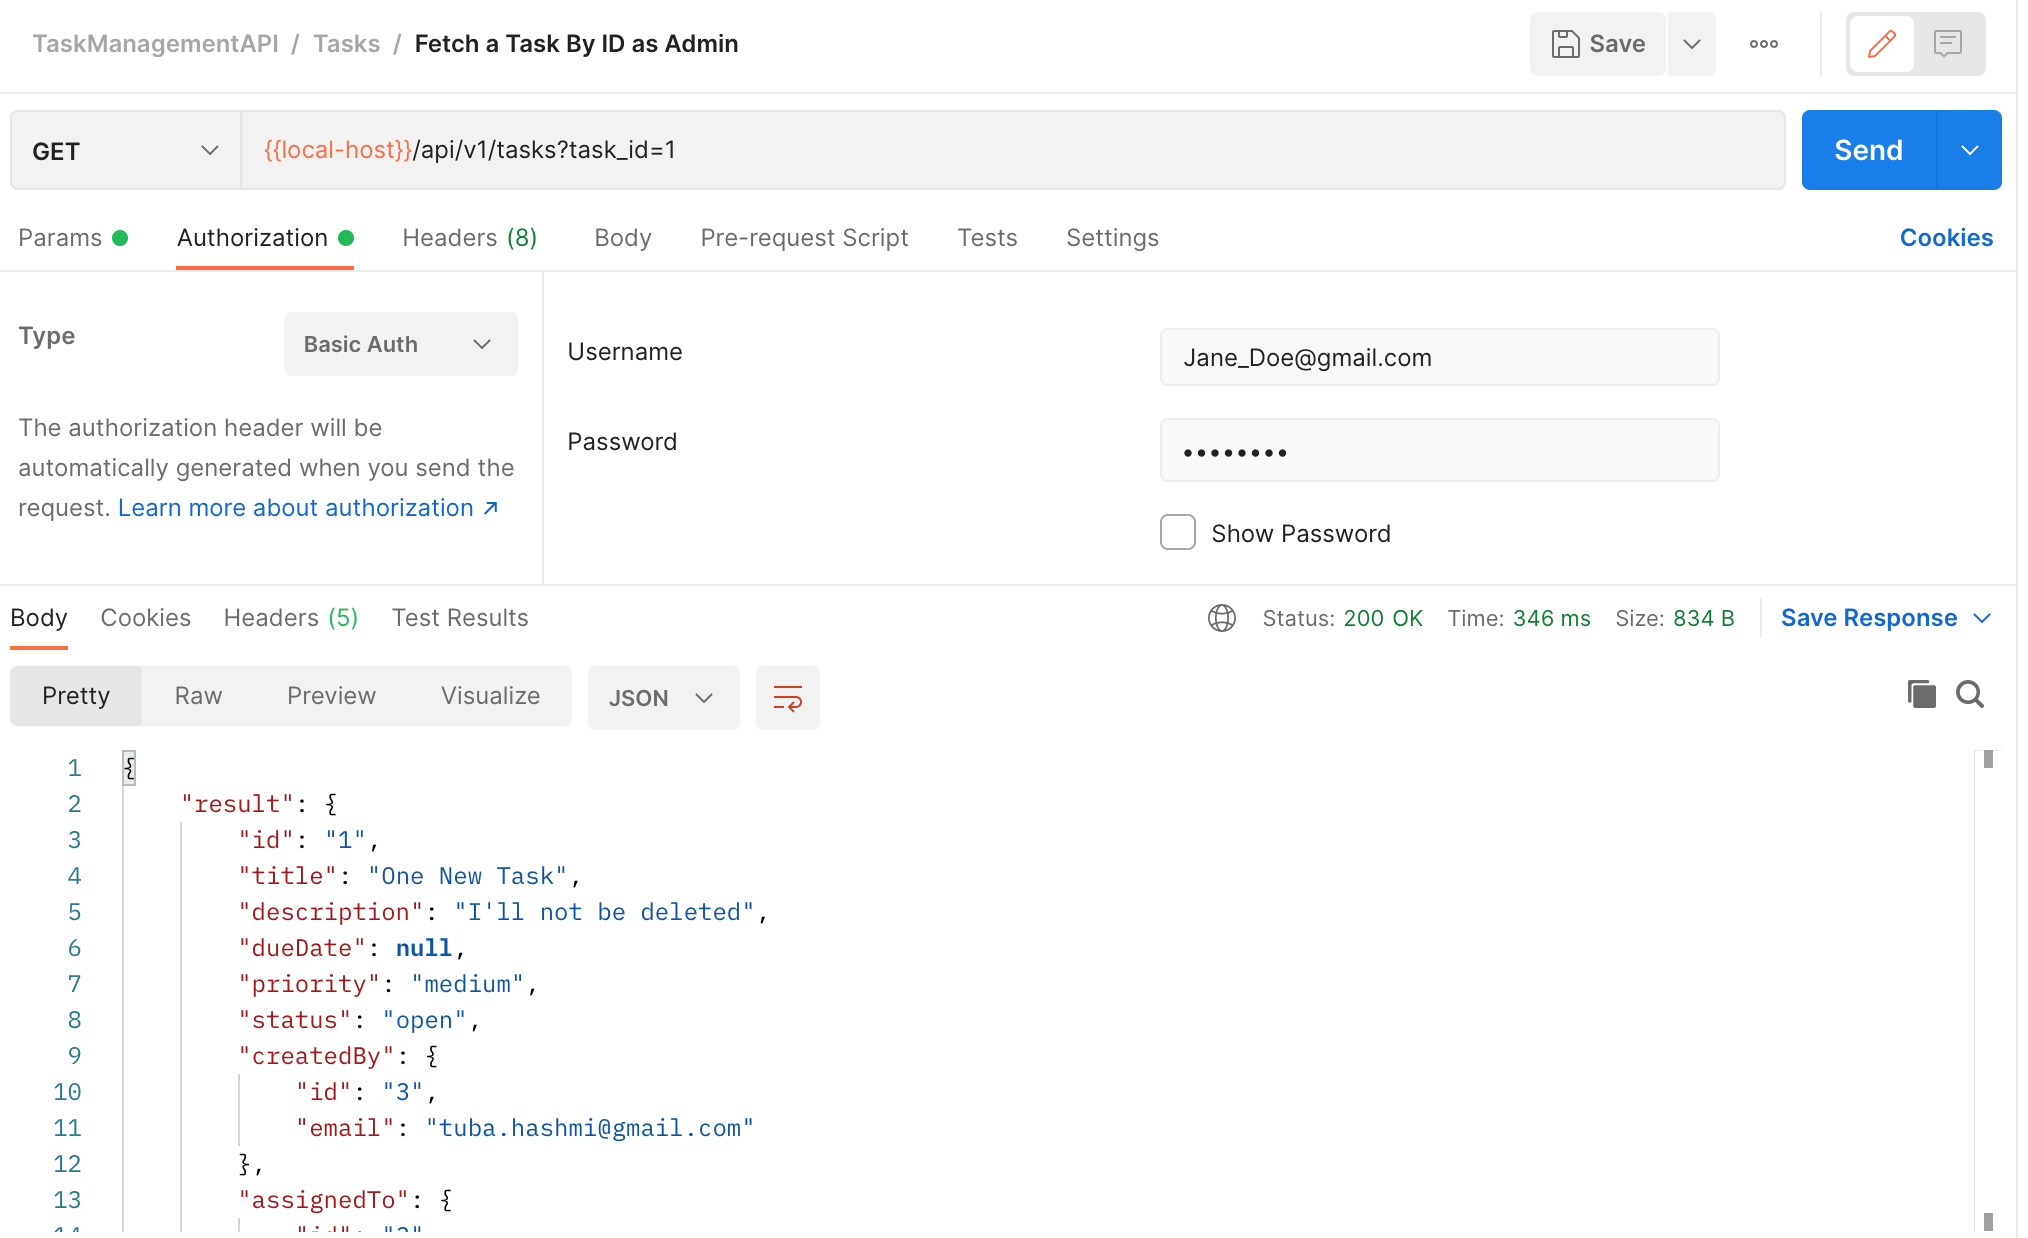 TaskManagementAPI / Tasks / Fetch a Task By ID as Admin
Save
GET
{{local-host}}/api/v1/tasks?task_id=1
Send
Params
Authorization
Headers (8)
Body
Pre-request Script
Tests
Settings
Cookies
Type
Basic Auth
The authorization header will be
automatically generated when you send the
request. Learn more about authorization ↗
Username
Jane_Doe@gmail.com
Password
••••••••
Show Password
Body
Cookies
Headers (5)
Test Results
Status: 200 OK
Time: 346 ms
Size: 834 B
Save Response
Pretty
Raw
Preview
Visualize
JSON
1 {
2 "result": {
3 "id": "1",
4 "title": "One New Task",
5 "description": "I'll not be deleted",
6 "dueDate": null,
7 "priority": "medium",
8 "status": "open",
9 "createdBy": {
10 "id": "3",
11 "email": "tuba.hashmi@gmail.com"
12 },
13 "assignedTo": {
14 "id":